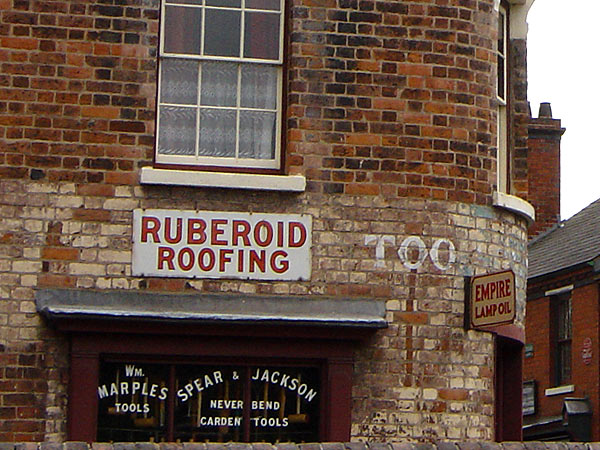 RUBEROID
ROOFING
TOO
EMPIRE
LAMP OIL
WM.
MARPLES
TOOLS
SPEAR & JACKSON
NEVER BEND
GARDEN TOOLS